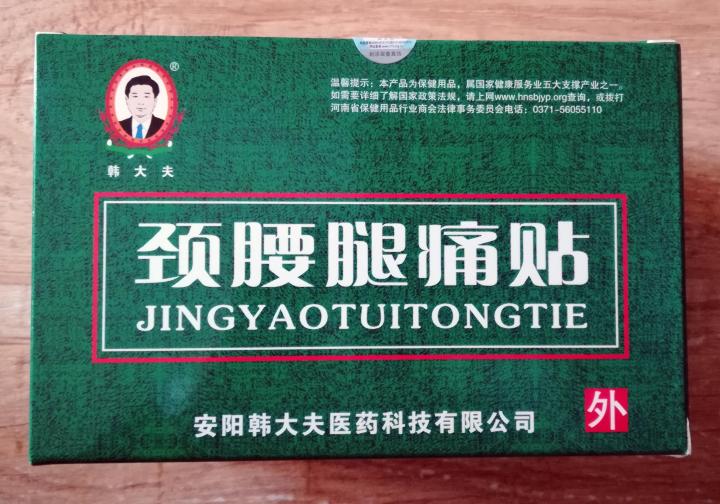 温馨提示：本产品为保健用品，属国家健康服务业五大支撑产业之一。
如需要详细了解国家政策法规，请上网www.hnsbjyp.org查询，或拨打
河南省保健用品行业商会法律事务委员会电话：0371-56055110
®
韩大夫
颈腰腿痛贴
JINGYAOTUITONGTIE
外
安阳韩大夫医药科技有限公司